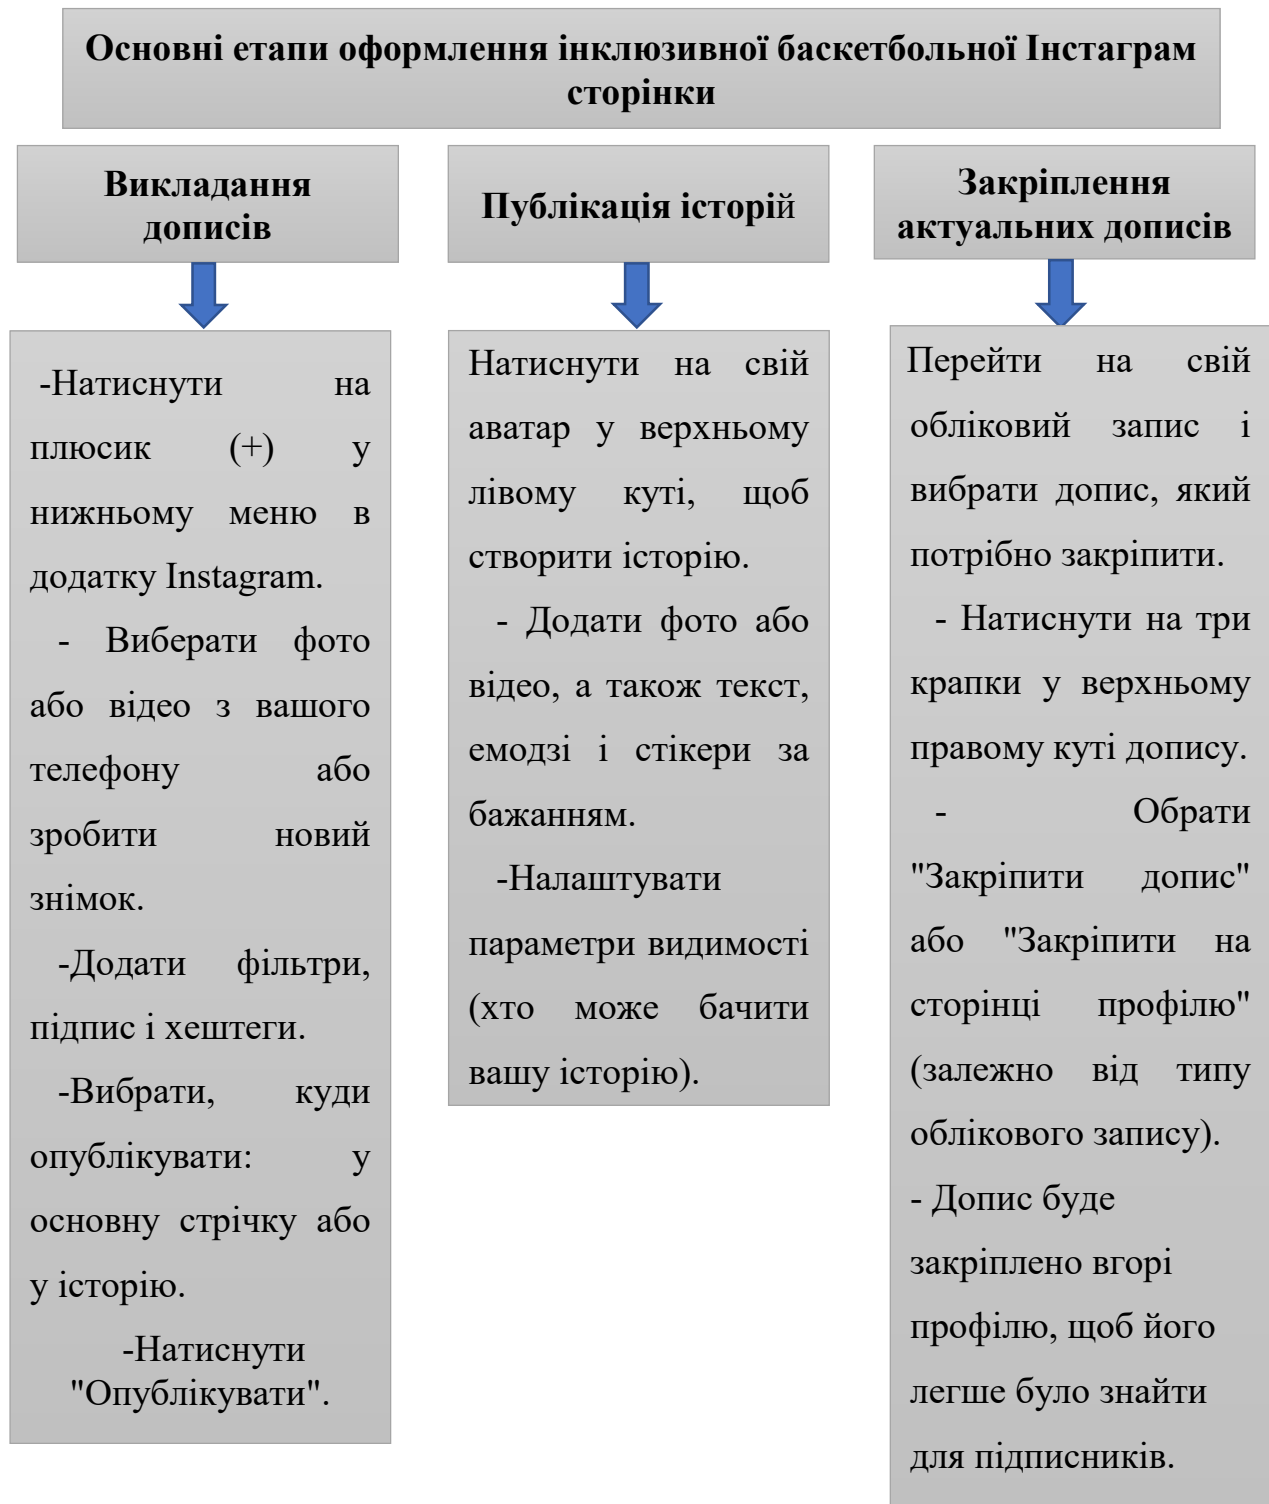 Основні етапи оформлення інклюзивної баскетбольної Інстаграм
сторінки
Викладання
дописів
-Натиснути на
плюсик (+) у
нижньому меню в
додатку Instagram.
- Виберати фото
або відео з вашого
телефону або
зробити новий
знімок.
-Додати фільтри,
підпис і хештеги.
-Вибрати, куди
опублікувати: у
основну стрічку або
у історію.
-Натиснути
"Опублікувати".
Публікація історій
Натиснути на свій
аватар у верхньому
лівому куті, щоб
створити історію.
- Додати фото або
відео, а також текст,
емодзі і стікери за
бажанням.
-Налаштувати
параметри видимості
(хто може бачити
вашу історію).
Закріплення
актуальних дописів
Перейти на свій
обліковий запис і
вибрати допис, який
потрібно закріпити.
- Натиснути на три
крапки у верхньому
правому куті допису.
- Обрати
"Закріпити допис"
або "Закріпити на
сторінці профілю"
(залежно від типу
облікового запису).
- Допис буде
закріплено вгорі
профілю, щоб його
легше було знайти
для підписників.